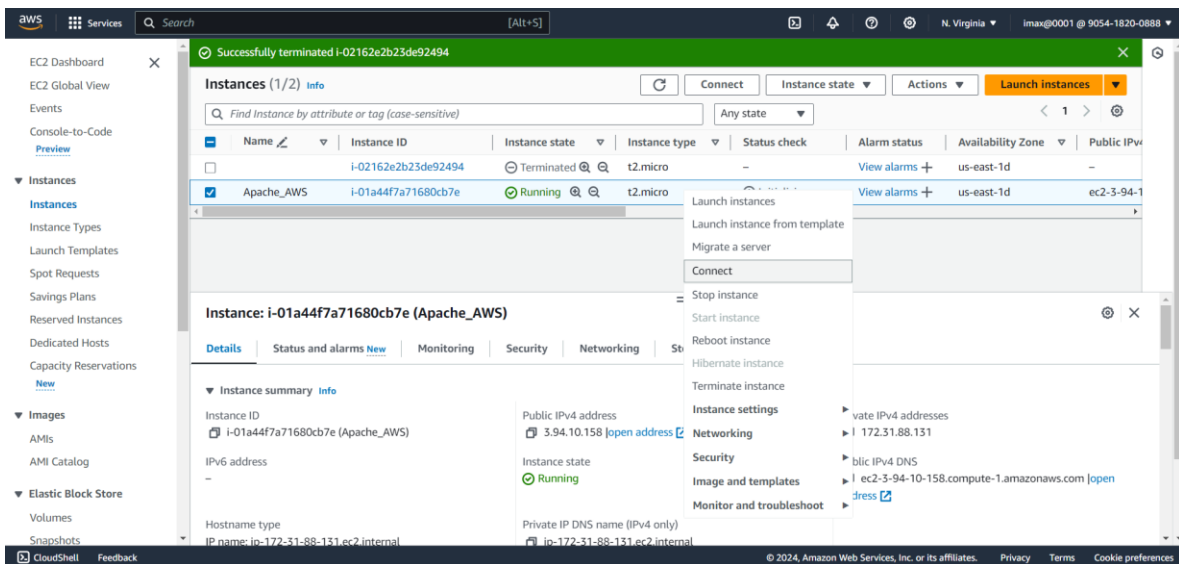 aws Services Search [Alt+S] N. Virginia imax@0001 @ 9054-1820-0888
EC2 Dashboard
EC2 Global View
Events
Console-to-Code
Preview
Instances
Instances
Instance Types
Launch Templates
Spot Requests
Savings Plans
Reserved Instances
Dedicated Hosts
Capacity Reservations
New
Images
AMIs
AMI Catalog
Elastic Block Store
Volumes
Snapshots
Successfully terminated i-02162e2b23de92494
Instances (1/2) Info Connect Instance state Actions Launch instances
Find Instance by attribute or tag (case-sensitive) Any state 1
Name Instance ID Instance state Instance type Status check Alarm status Availability Zone Public IPv4
i-02162e2b23de92494 Terminated t2.micro – View alarms + us-east-1d –
Apache_AWS i-01a44f7a71680cb7e Running t2.micro View alarms + us-east-1d ec2-3-94-1
Launch instances
Launch instance from template
Migrate a server
Connect
Stop instance
Start instance
Reboot instance
Hibernate instance
Terminate instance
Instance settings
Networking
Security
Image and templates
Monitor and troubleshoot
Instance: i-01a44f7a71680cb7e (Apache_AWS)
Details Status and alarms New Monitoring Security Networking
Instance summary Info
Instance ID
i-01a44f7a71680cb7e (Apache_AWS)
Public IPv4 address
3.94.10.158 |open address
vate IPv4 addresses
172.31.88.131
IPv6 address
–
Instance state
Running
blic IPv4 DNS
ec2-3-94-10-158.compute-1.amazonaws.com |open
dress
Hostname type
IP name: ip-172-31-88-131.ec2.internal
Private IP DNS name (IPv4 only)
ip-172-31-88-131.ec2.internal
CloudShell Feedback © 2024, Amazon Web Services, Inc. or its affiliates. Privacy Terms Cookie preferences